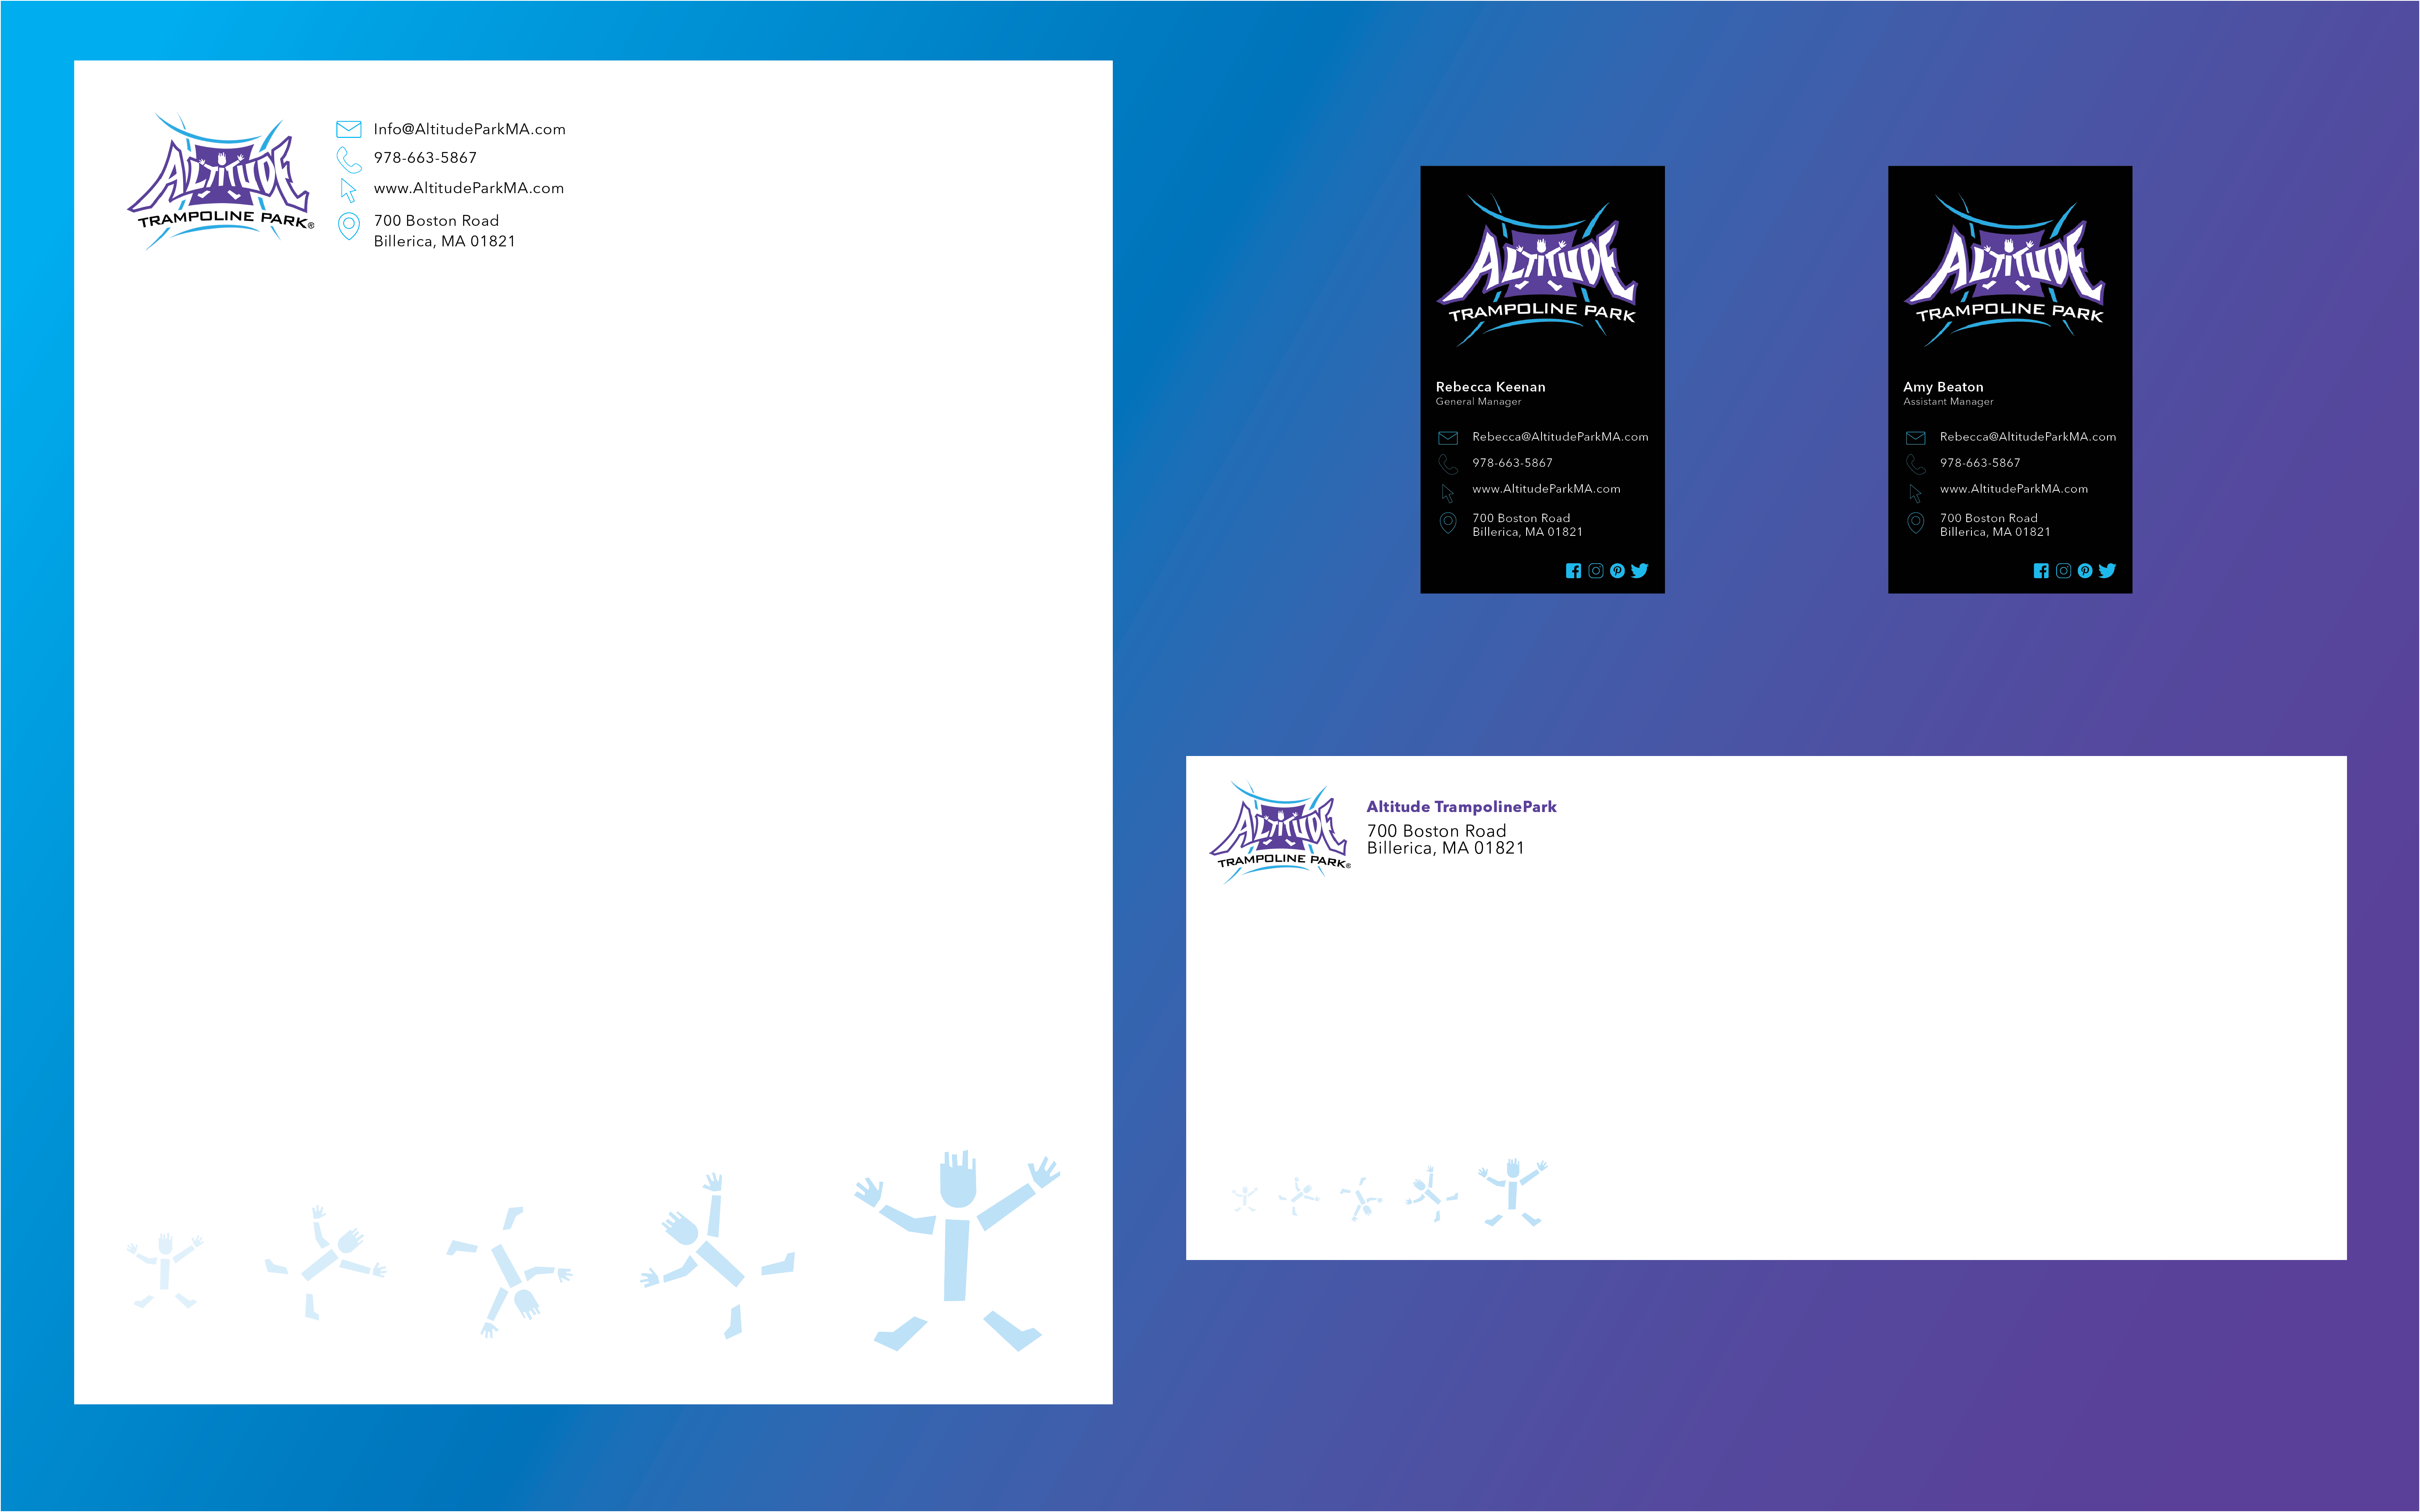 ALTITUDE
TRAMPOLINE PARK®
Info@AltitudeParkMA.com
978-663-5867
www.AltitudeParkMA.com
700 Boston Road
Billerica, MA 01821
ALTITUDE
TRAMPOLINE PARK
Rebecca Keenan
General Manager
Rebecca@AltitudeParkMA.com
978-663-5867
www.AltitudeParkMA.com
700 Boston Road
Billerica, MA 01821
ALTITUDE
TRAMPOLINE PARK
Amy Beaton
Assistant Manager
Rebecca@AltitudeParkMA.com
978-663-5867
www.AltitudeParkMA.com
700 Boston Road
Billerica, MA 01821
ALTITUDE
TRAMPOLINE PARK®
Altitude TrampolinePark
700 Boston Road
Billerica, MA 01821